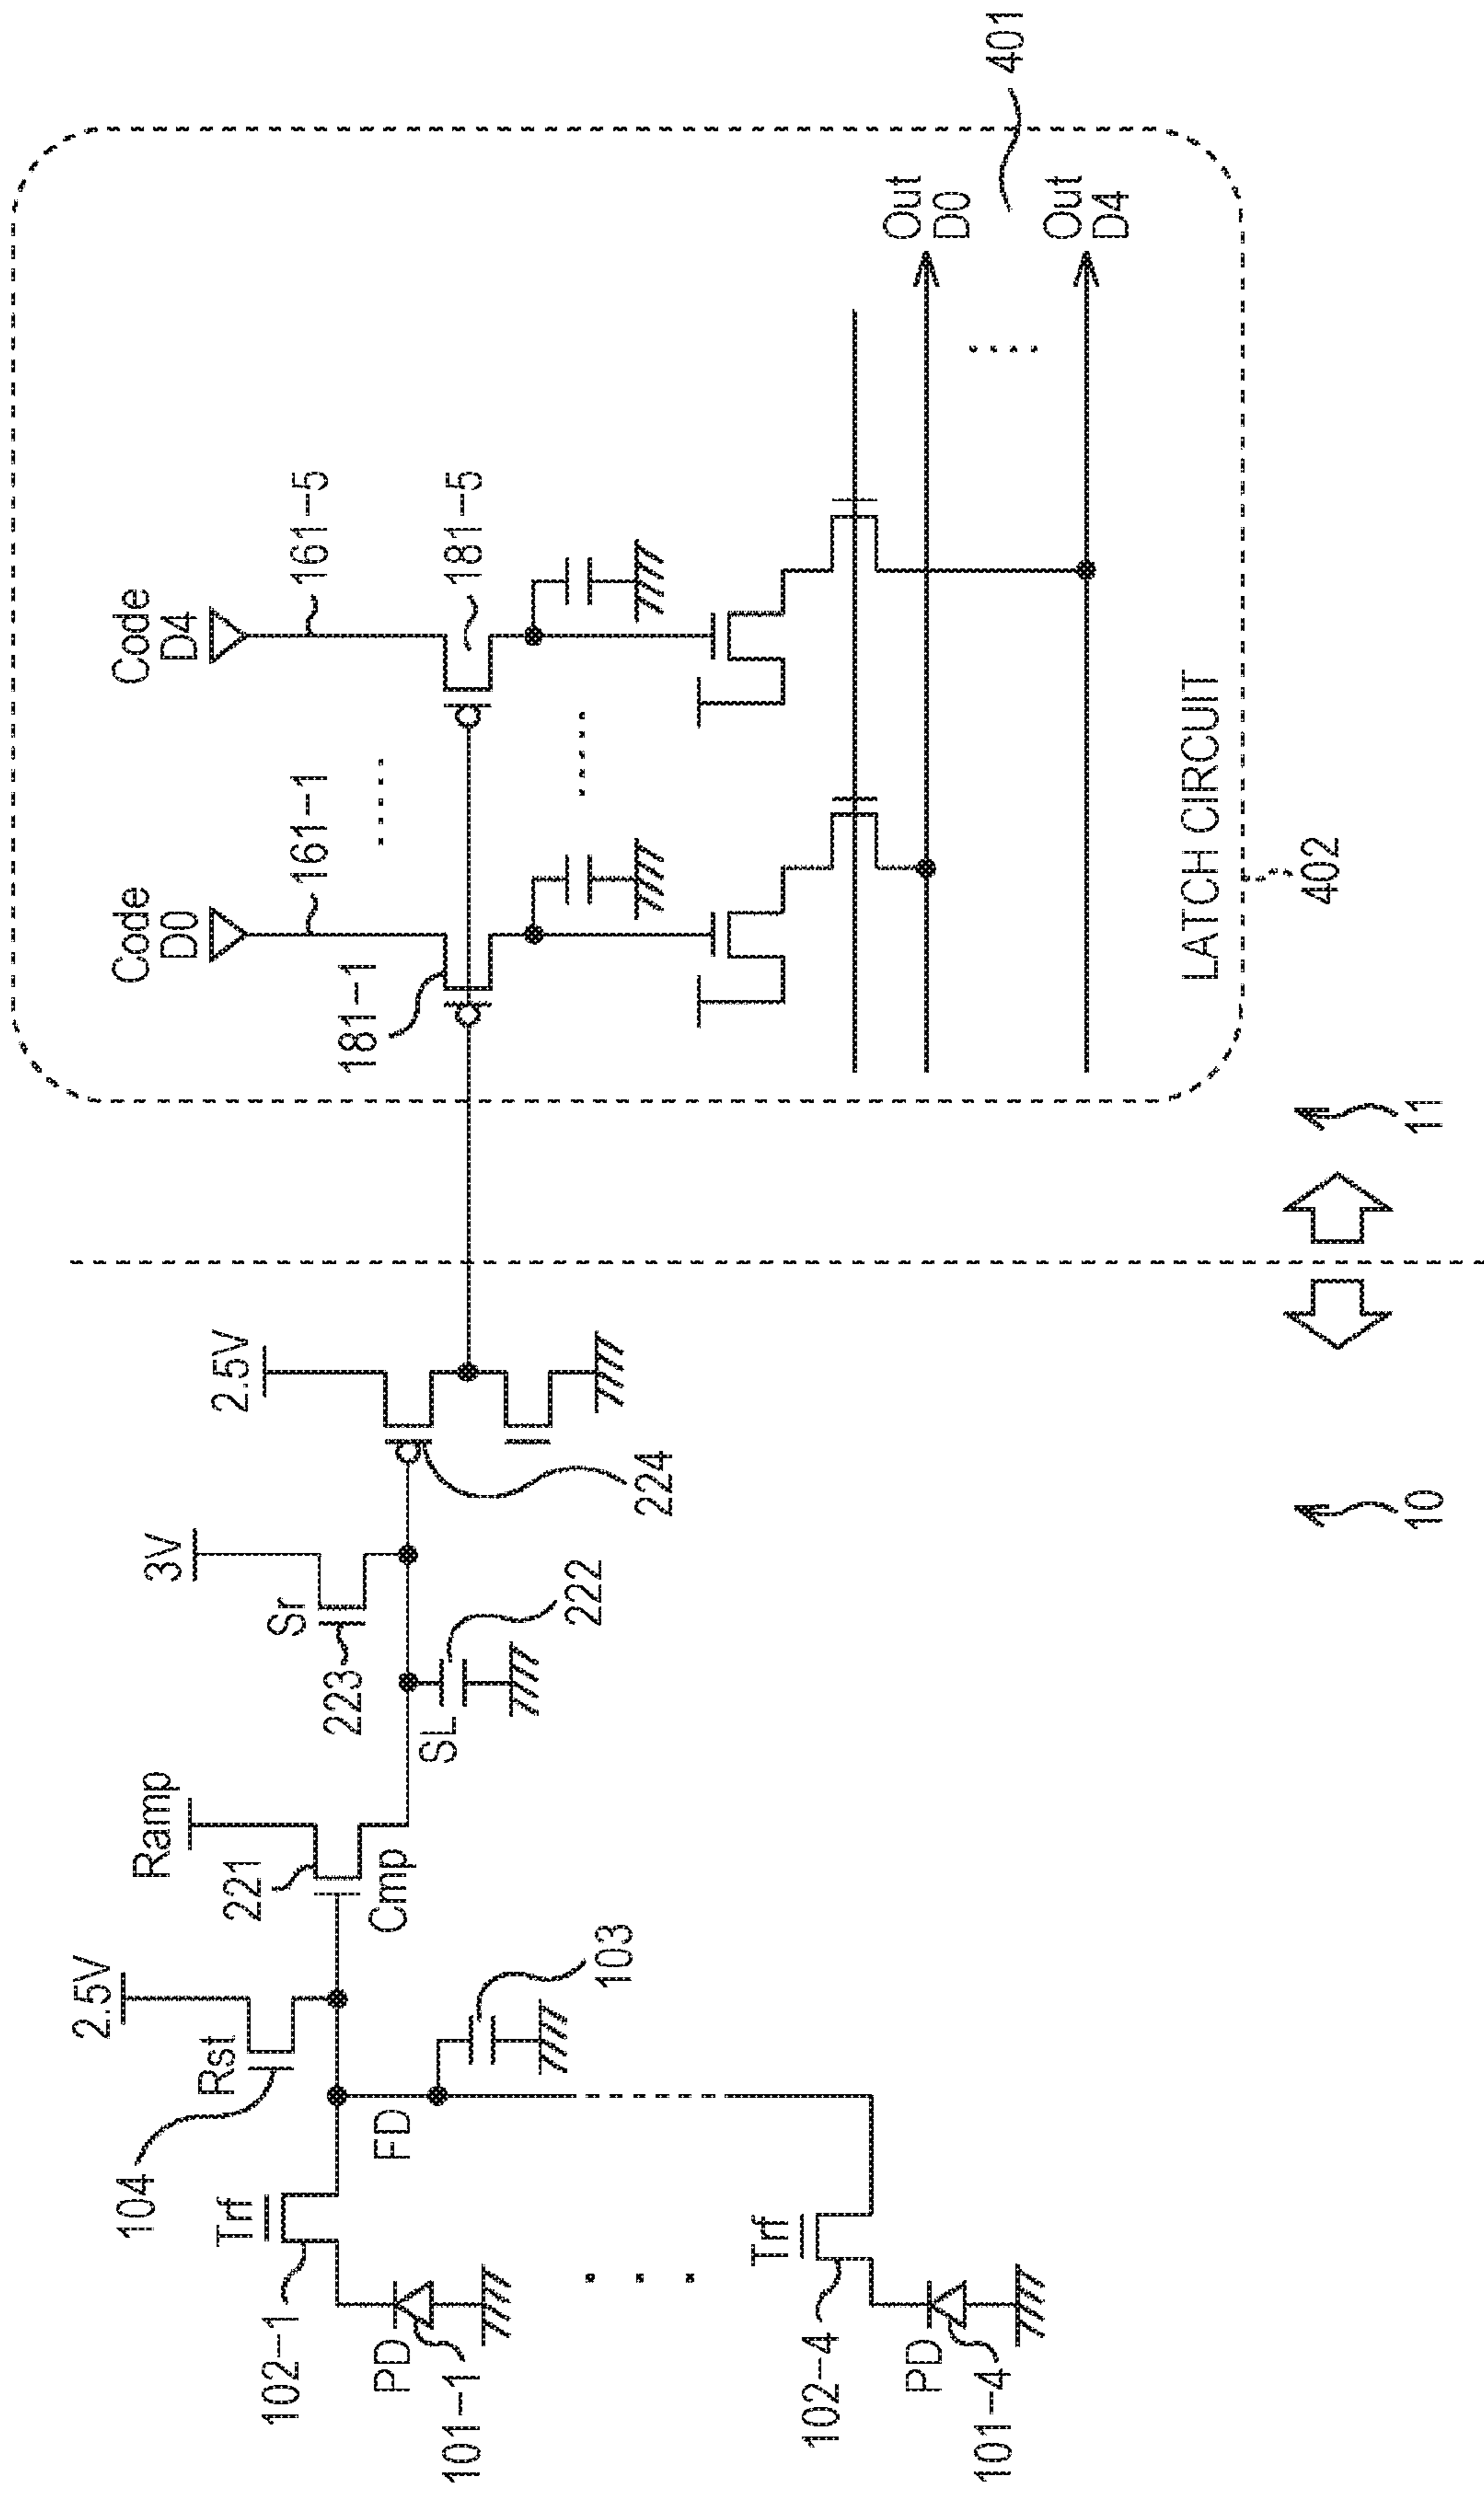 2.5V
104
Rst
Trf
102-1
PD
101-1
FD
103
Trf
102-4
PD
101-4
Ramp
221
Cmp
3V
Sr
223
SL
222
2.5V
224
10
11
Code
D0
161-1
181-1
Code
D4
161-5
181-5
Out
D0
Out
D4
401
LATCH CIRCUIT
402